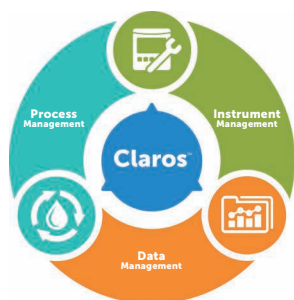 Process
Management
Instrument
Management
Claros™
Data
Management